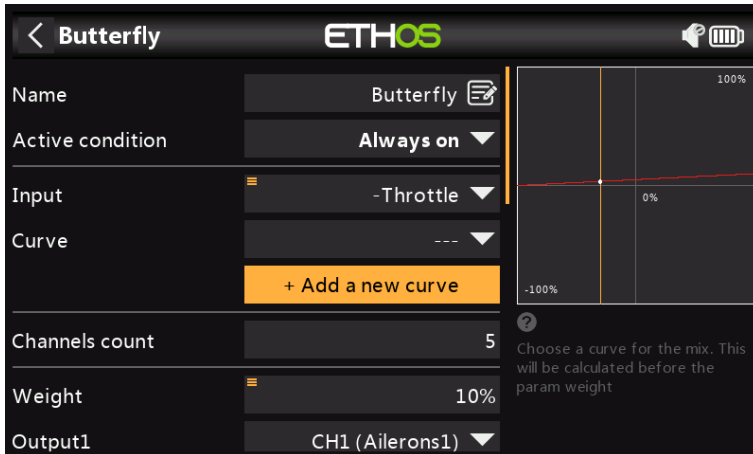 Butterfly
ETHOS
Name
Butterfly
Active condition
Always on
Input
-Throttle
Curve
---
+ Add a new curve
Channels count
5
Weight
10%
Output1
CH1 (Ailerons1)
100%
0%
-100%
?
Choose a curve for the mix. This
will be calculated before the
param weight